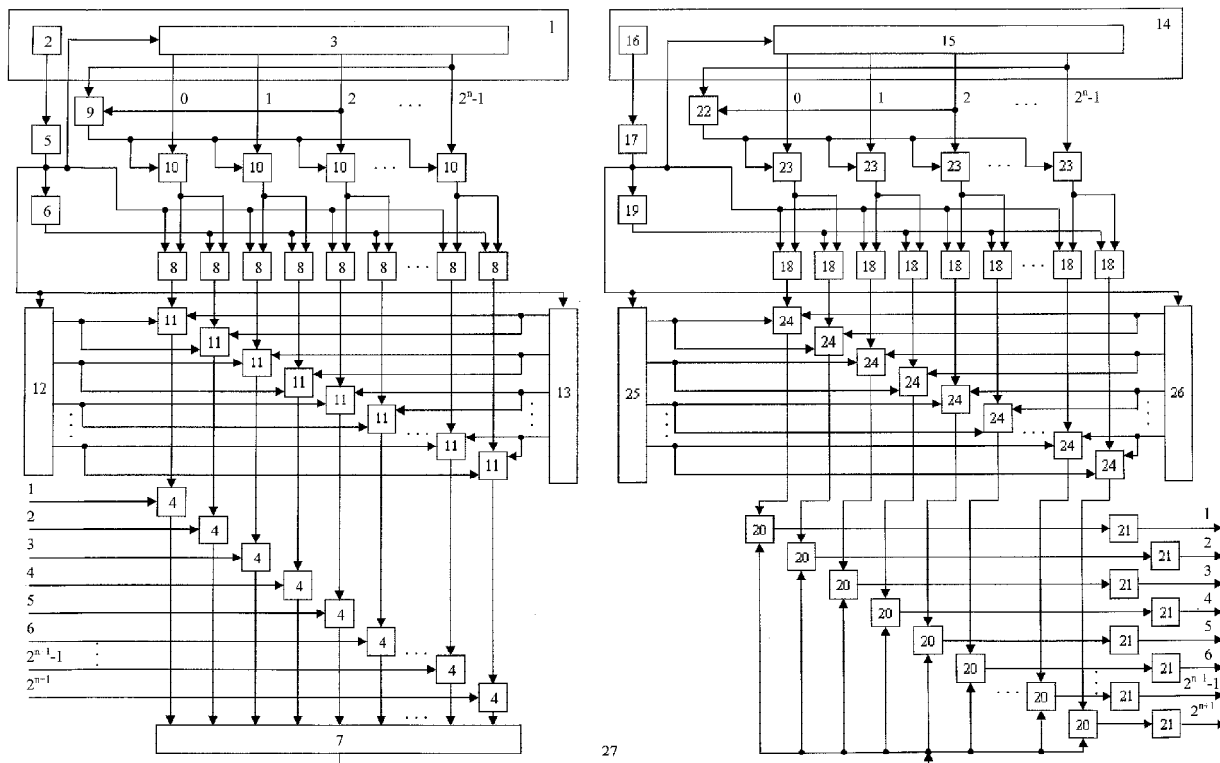 1 14
2 3 16 15
0 1 2 . . . 2ⁿ-1 0 1 2 . . . 2ⁿ-1
9 22
5 17
10 10 10 . . . 10 23 23 23 . . . 23
6 19
8 8 8 8 8 8 . . . 8 8 18 18 18 18 18 18 . . . 18 18
11 24
11 24
11 24
11 24
12 11 13 25 24 26
11 24
11 24
11 24
1 4 20 21 1
2 4 20 21 2
3 4 20 21 3
4 4 20 21 4
5 4 20 21 5
6 4 20 21 6
2ⁿ⁺¹-1 4 20 21 2ⁿ⁺¹-1
2ⁿ⁺¹ 4 20 21 2ⁿ⁺¹
7 27